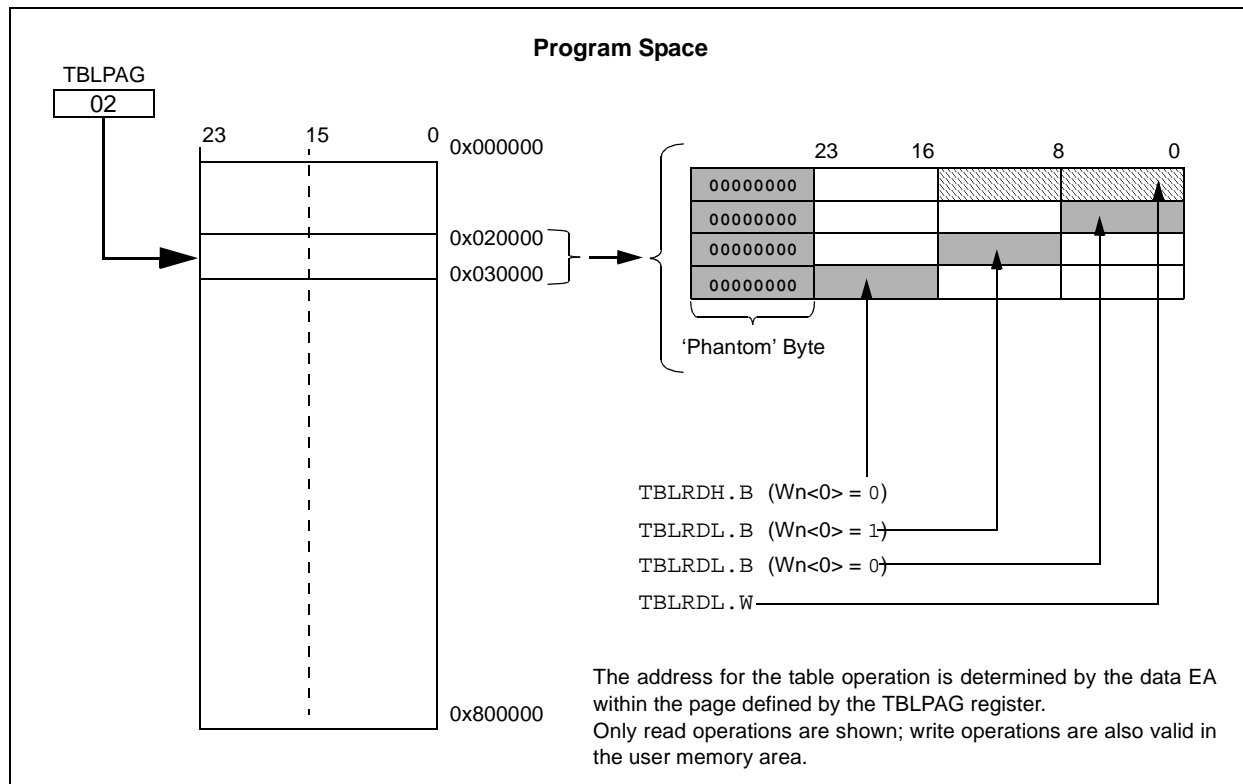 Program Space
TBLPAG
02
23 15 0
0x000000
0x020000
0x030000
0x800000
23 16 8 0
00000000
00000000
00000000
00000000
‘Phantom’ Byte
TBLRDH.B (Wn<0> = 0)
TBLRDL.B (Wn<0> = 1)
TBLRDL.B (Wn<0> = 0)
TBLRDL.W
The address for the table operation is determined by the data EA
within the page defined by the TBLPAG register.
Only read operations are shown; write operations are also valid in
the user memory area.